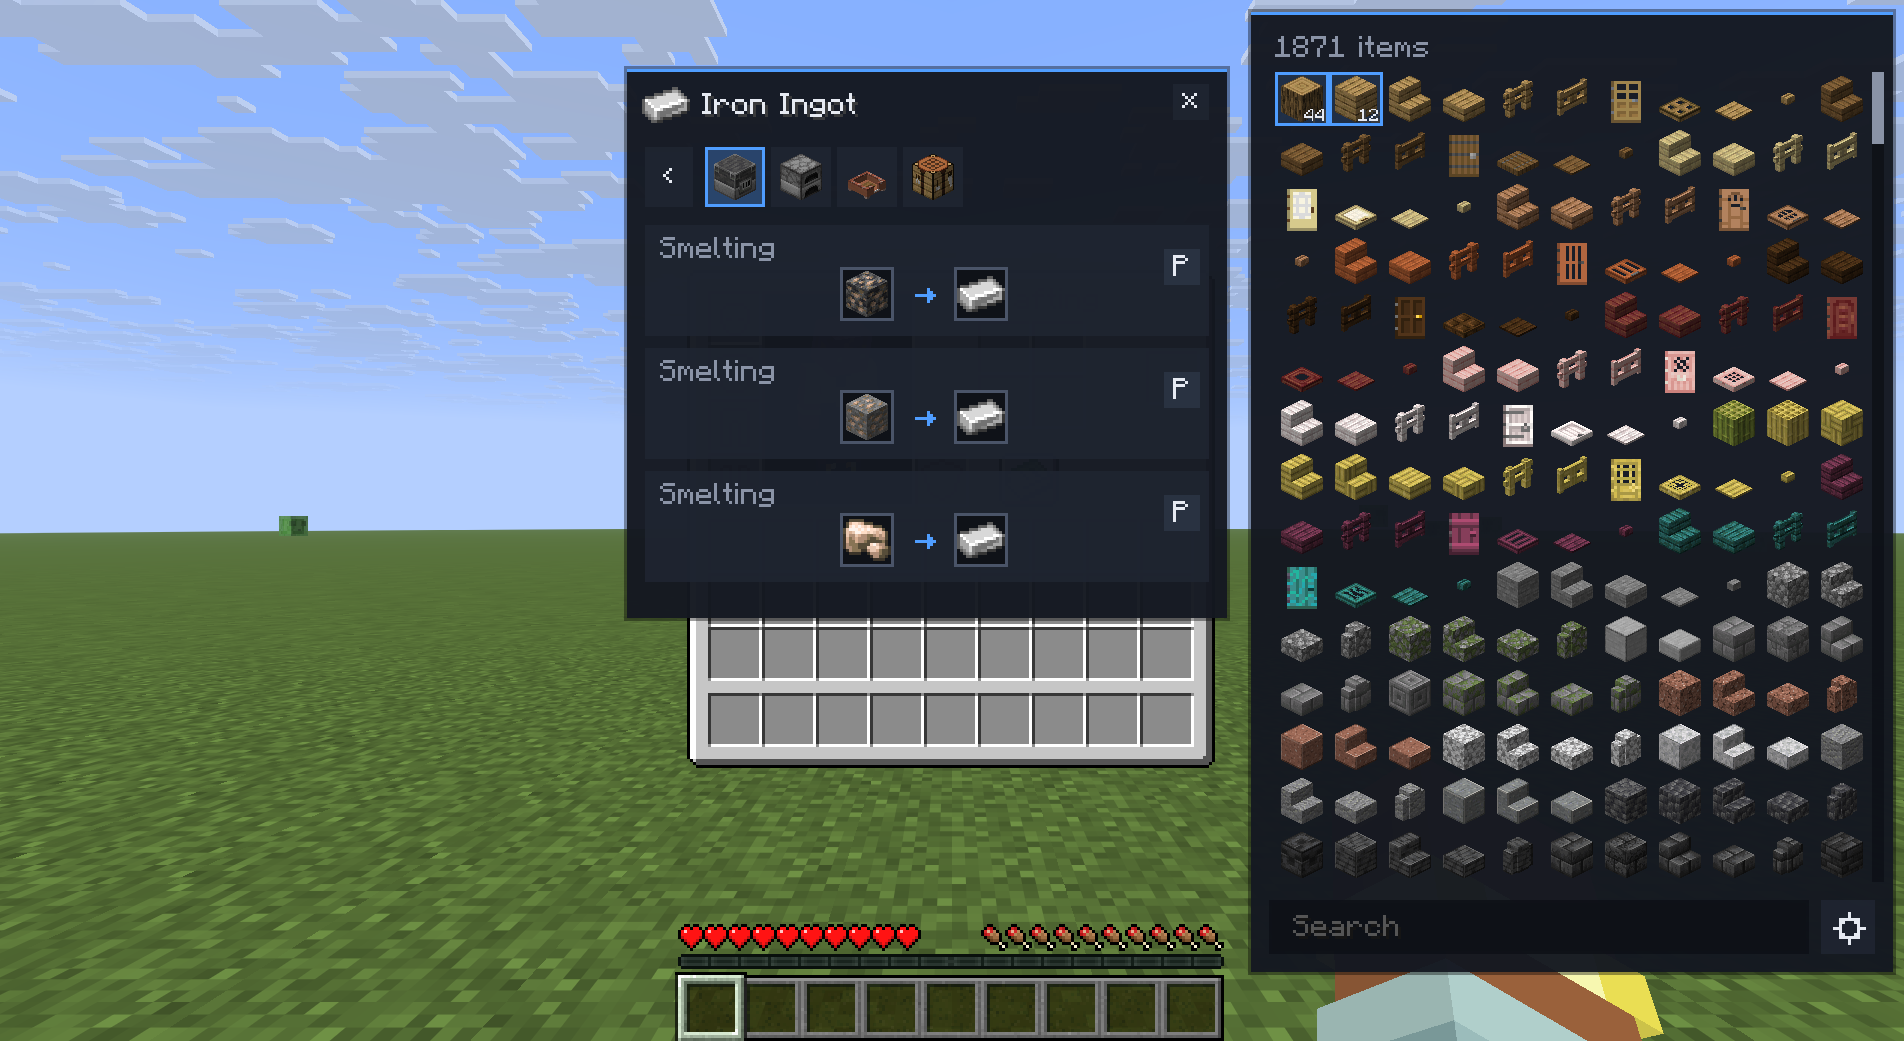 Iron Ingot
Smelting
P
Smelting
P
Smelting
P
1871 items
44
12
Search